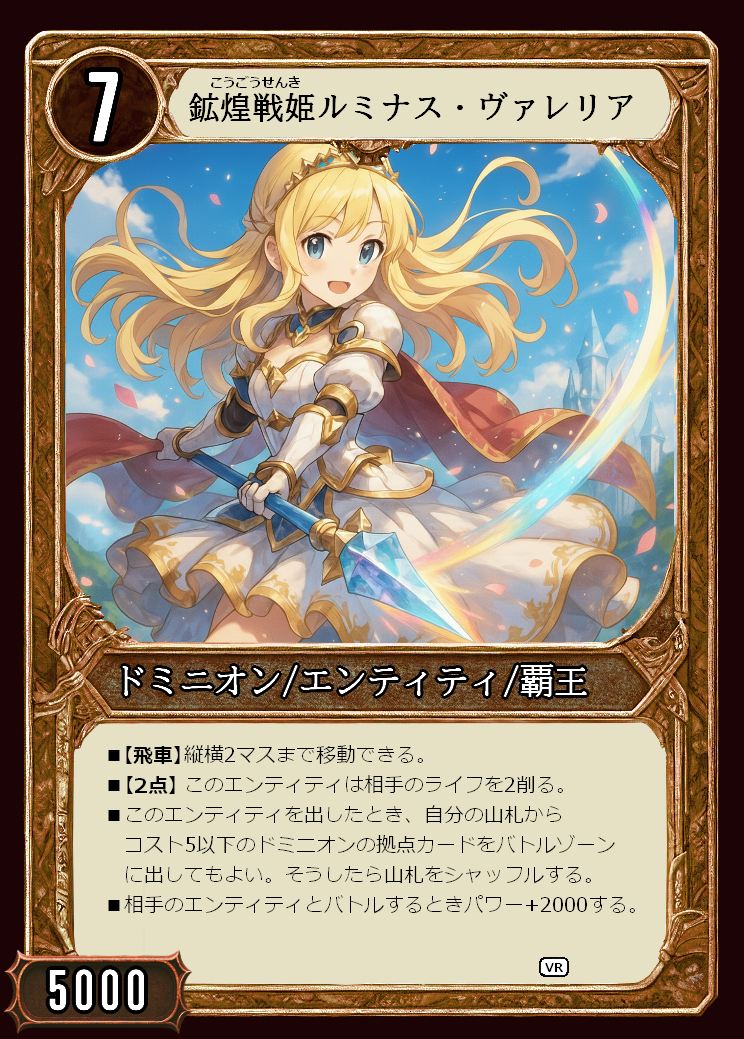 7
こうごうせんき
鉱煌戦姫ルミナス・ヴァレリア
ドミニオン/エンティティ/覇王
■【飛車】縦横2マスまで移動できる。
■【2点】このエンティティは相手のライフを2削る。
■このエンティティを出したとき、自分の山札から
コスト5以下のドミニオンの拠点カードをバトルゾーン
に出してもよい。そうしたら山札をシャッフルする。
■相手のエンティティとバトルするときパワー+2000する。
VR
5000